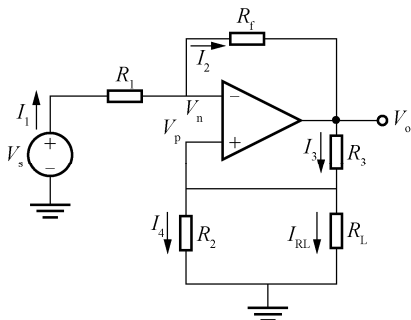 R_f
I_2
R_1
I_1
V_n
−
V_p
+
V_o
V_s
+
−
I_3
R_3
I_4
R_2
I_RL
R_L